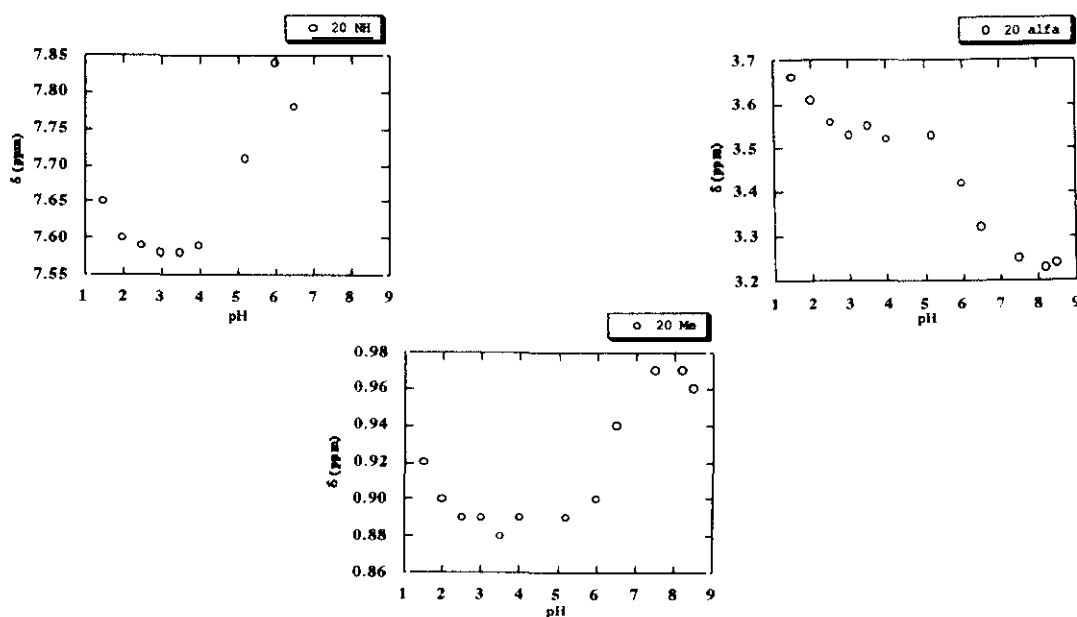 20 NH
7.85
7.80
7.75
7.70
7.65
7.60
7.55
δ (ppm)
1 2 3 4 5 6 7 8 9
pH
20 alfa
3.7
3.6
3.5
3.4
3.3
3.2
δ (ppm)
1 2 3 4 5 6 7 8 9
pH
20 Me
0.98
0.96
0.94
0.92
0.90
0.88
0.86
δ (ppm)
1 2 3 4 5 6 7 8 9
pH